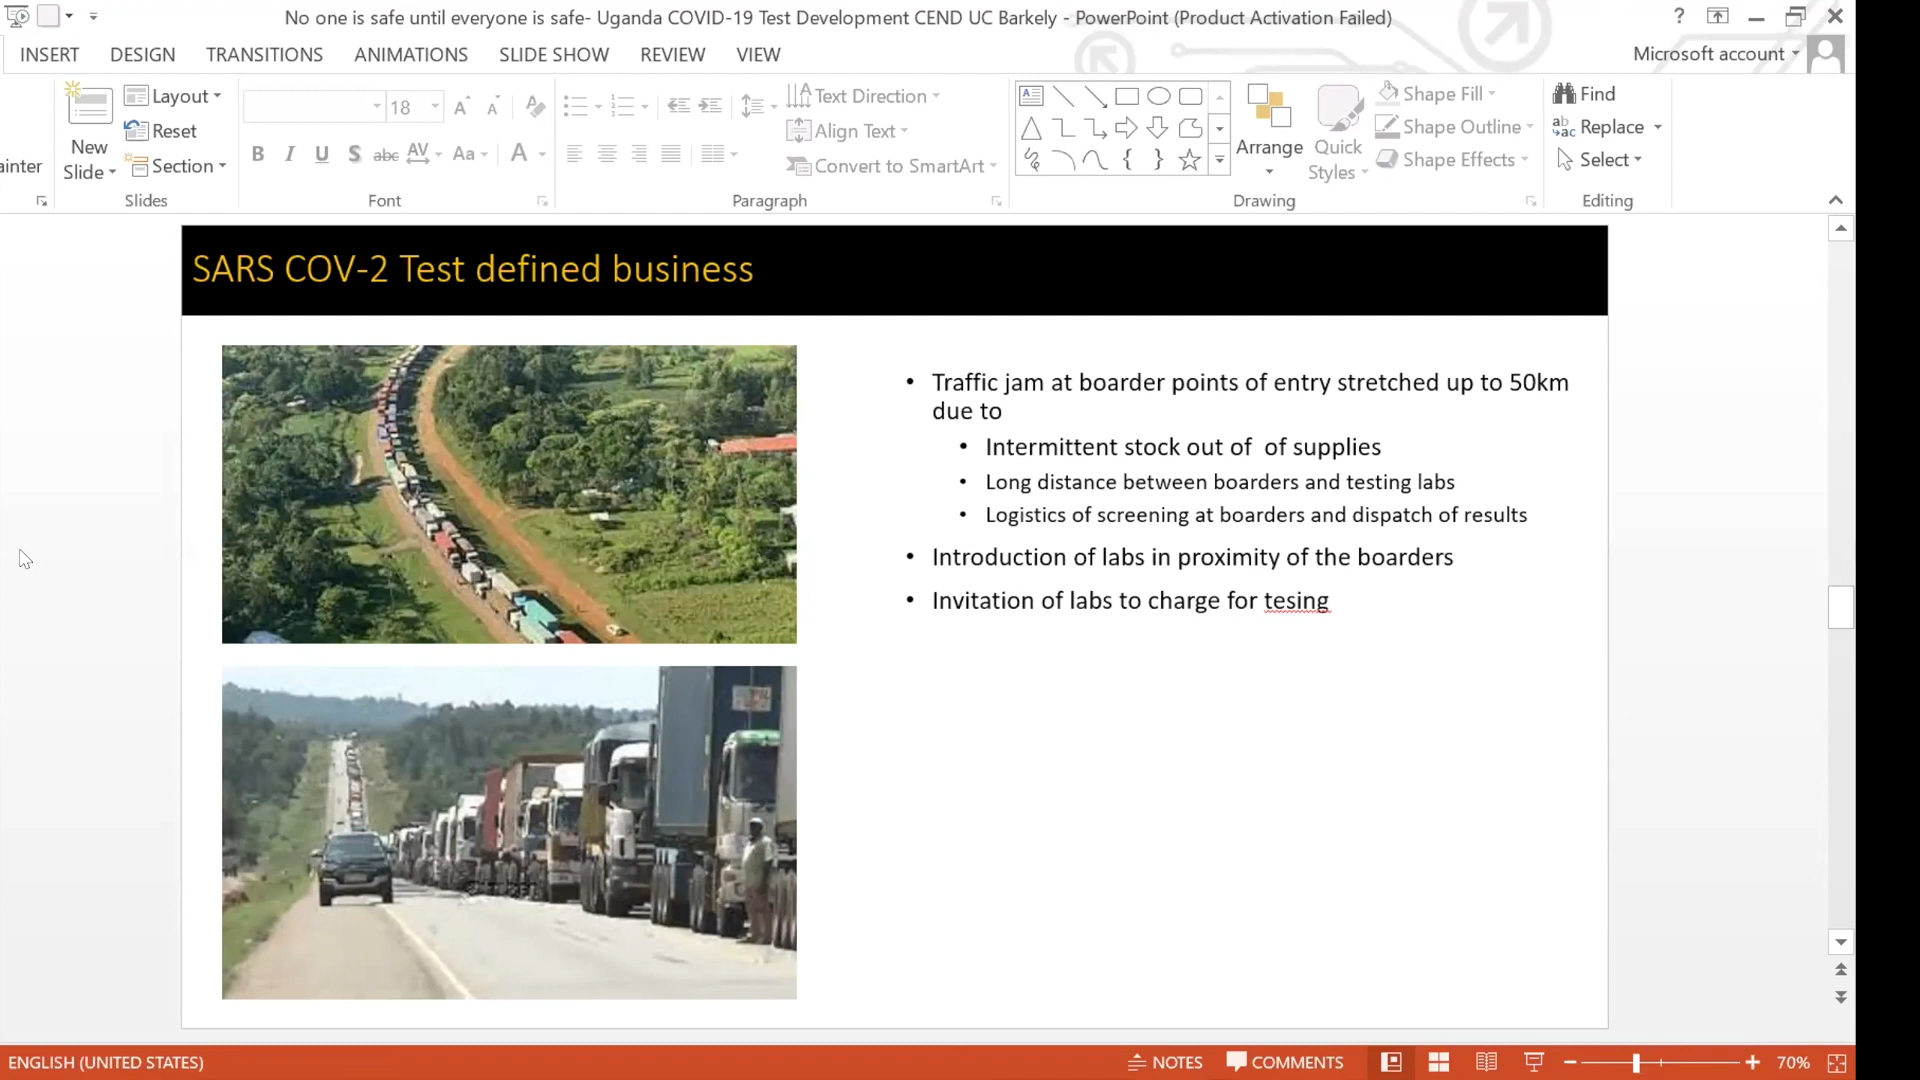 No one is safe until everyone is safe- Uganda COVID-19 Test Development CEND UC Barkely - PowerPoint (Product Activation Failed)
?
INSERT DESIGN TRANSITIONS ANIMATIONS SLIDE SHOW REVIEW VIEW
Microsoft account
ainter
New
Slide
Layout
Reset
Section
Slides
18
B I U S abc AV Aa A
Font
Text Direction
Align Text
Convert to SmartArt
Paragraph
Arrange
Quick
Styles
Shape Fill
Shape Outline
Shape Effects
Drawing
Find
Replace
Select
Editing
SARS COV-2 Test defined business
• Traffic jam at boarder points of entry stretched up to 50km
due to
• Intermittent stock out of  of supplies
• Long distance between boarders and testing labs
• Logistics of screening at boarders and dispatch of results
• Introduction of labs in proximity of the boarders
• Invitation of labs to charge for tesing
ENGLISH (UNITED STATES)
NOTES COMMENTS 70%